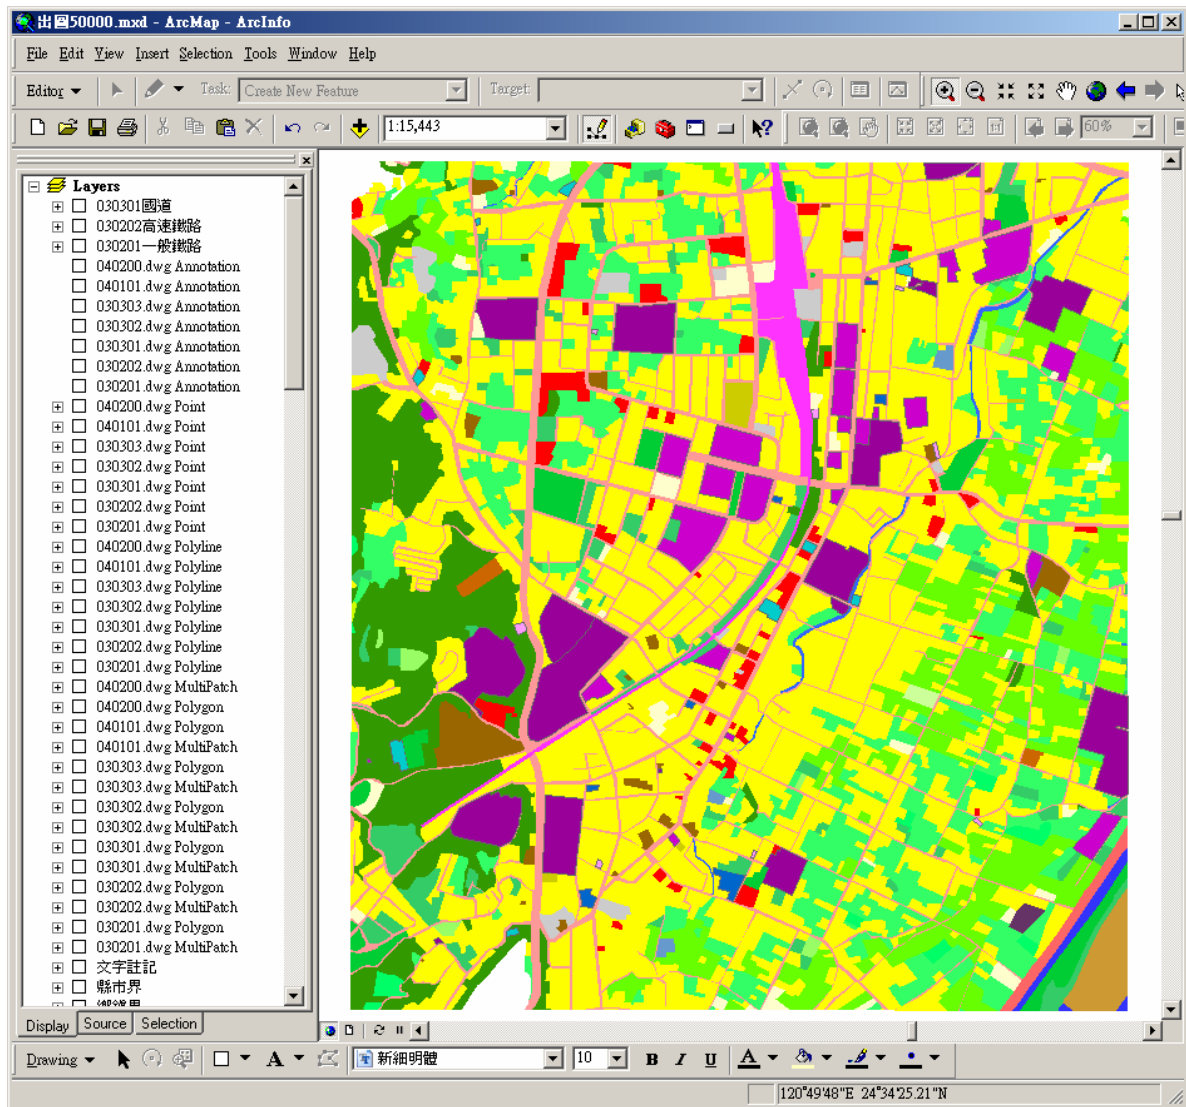 出圖50000.mxd - ArcMap - ArcInfo
File Edit View Insert Selection Tools Window Help
Editor Task: Create New Feature Target:
1:15,443 60%
Layers
030301國道
030202高速鐵路
030201一般鐵路
040200.dwg Annotation
040101.dwg Annotation
030303.dwg Annotation
030302.dwg Annotation
030301.dwg Annotation
030202.dwg Annotation
030201.dwg Annotation
040200.dwg Point
040101.dwg Point
030303.dwg Point
030302.dwg Point
030301.dwg Point
030202.dwg Point
030201.dwg Point
040200.dwg Polyline
040101.dwg Polyline
030303.dwg Polyline
030302.dwg Polyline
030301.dwg Polyline
030202.dwg Polyline
030201.dwg Polyline
040200.dwg MultiPatch
040200.dwg Polygon
040101.dwg Polygon
040101.dwg MultiPatch
030303.dwg Polygon
030303.dwg MultiPatch
030302.dwg Polygon
030302.dwg MultiPatch
030301.dwg Polygon
030301.dwg MultiPatch
030202.dwg Polygon
030202.dwg MultiPatch
030201.dwg Polygon
030201.dwg MultiPatch
文字註記
縣市界
Display Source Selection
Drawing A 新細明體 10 B I U A
120°49'48"E 24°34'25.21"N